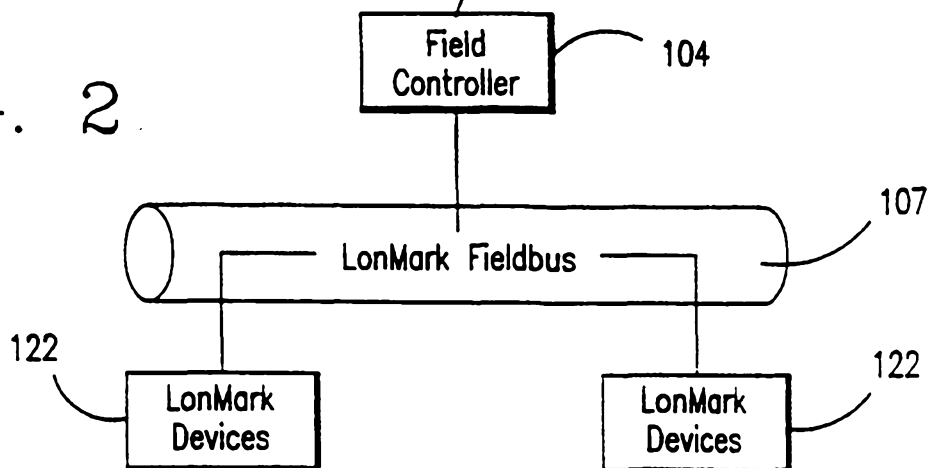 Field
Controller
104
. 2
107
LonMark Fieldbus
122
LonMark
Devices
LonMark
Devices
122